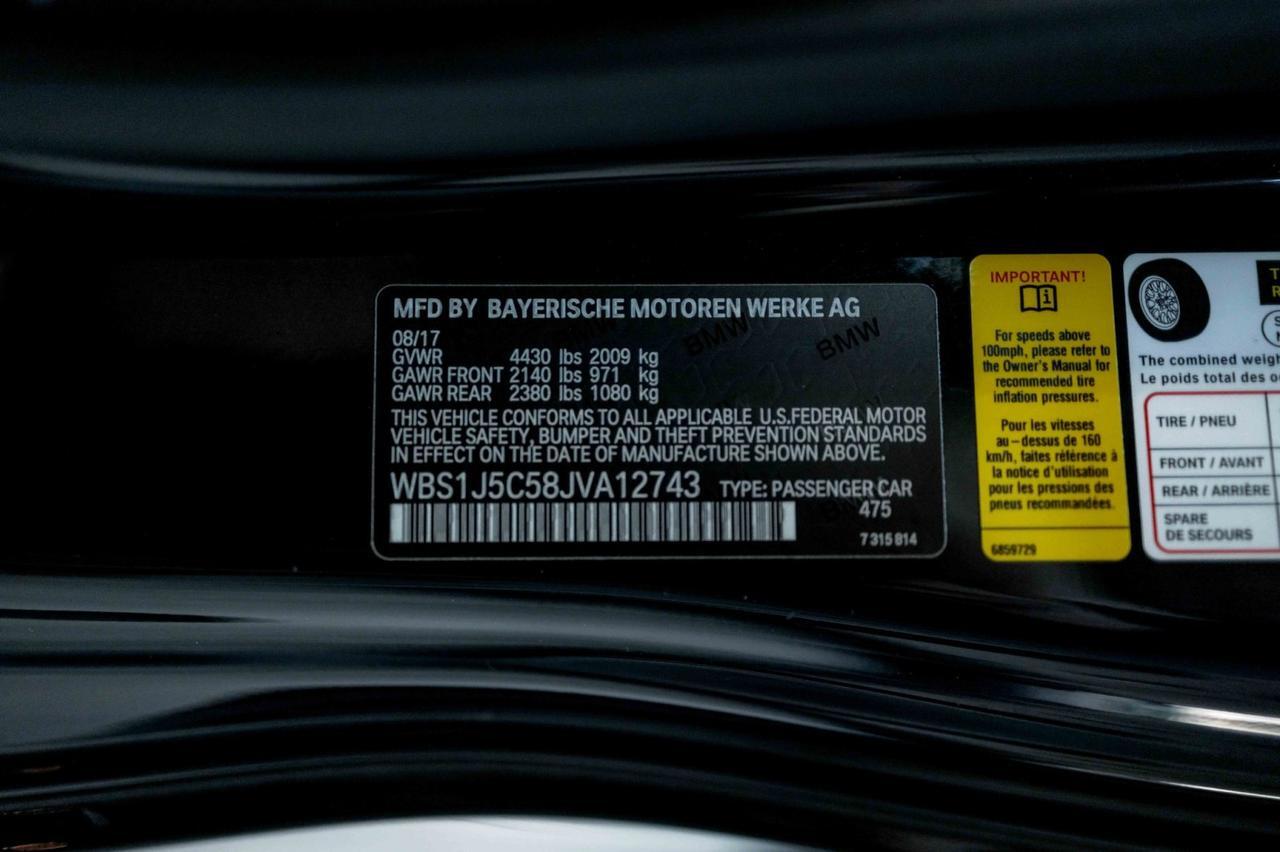 MFD BY BAYERISCHE MOTOREN WERKE AG
08/17
GVWR 4430 lbs 2009 kg
GAWR FRONT 2140 lbs 971 kg
GAWR REAR 2380 lbs 1080 kg
THIS VEHICLE CONFORMS TO ALL APPLICABLE U.S.FEDERAL MOTOR
VEHICLE SAFETY, BUMPER AND THEFT PREVENTION STANDARDS
IN EFFECT ON THE DATE OF MANUFACTURE SHOWN ABOVE.
WBS1J5C58JVA12743 TYPE: PASSENGER CAR
475
7 315 814
BMW
BMW
IMPORTANT!
For speeds above
100mph, please refer to
the Owner's Manual for
recommended tire
inflation pressures.
Pour les vitesses
au-dessus de 160
km/h, faites référence à
la notice d'utilisation
pour les pressions des
pneus recommandées.
6859729
The combined
Le poids total des
TIRE / PNEU
FRONT / AVANT
REAR / ARRIÈRE
SPARE
DE SECOURS